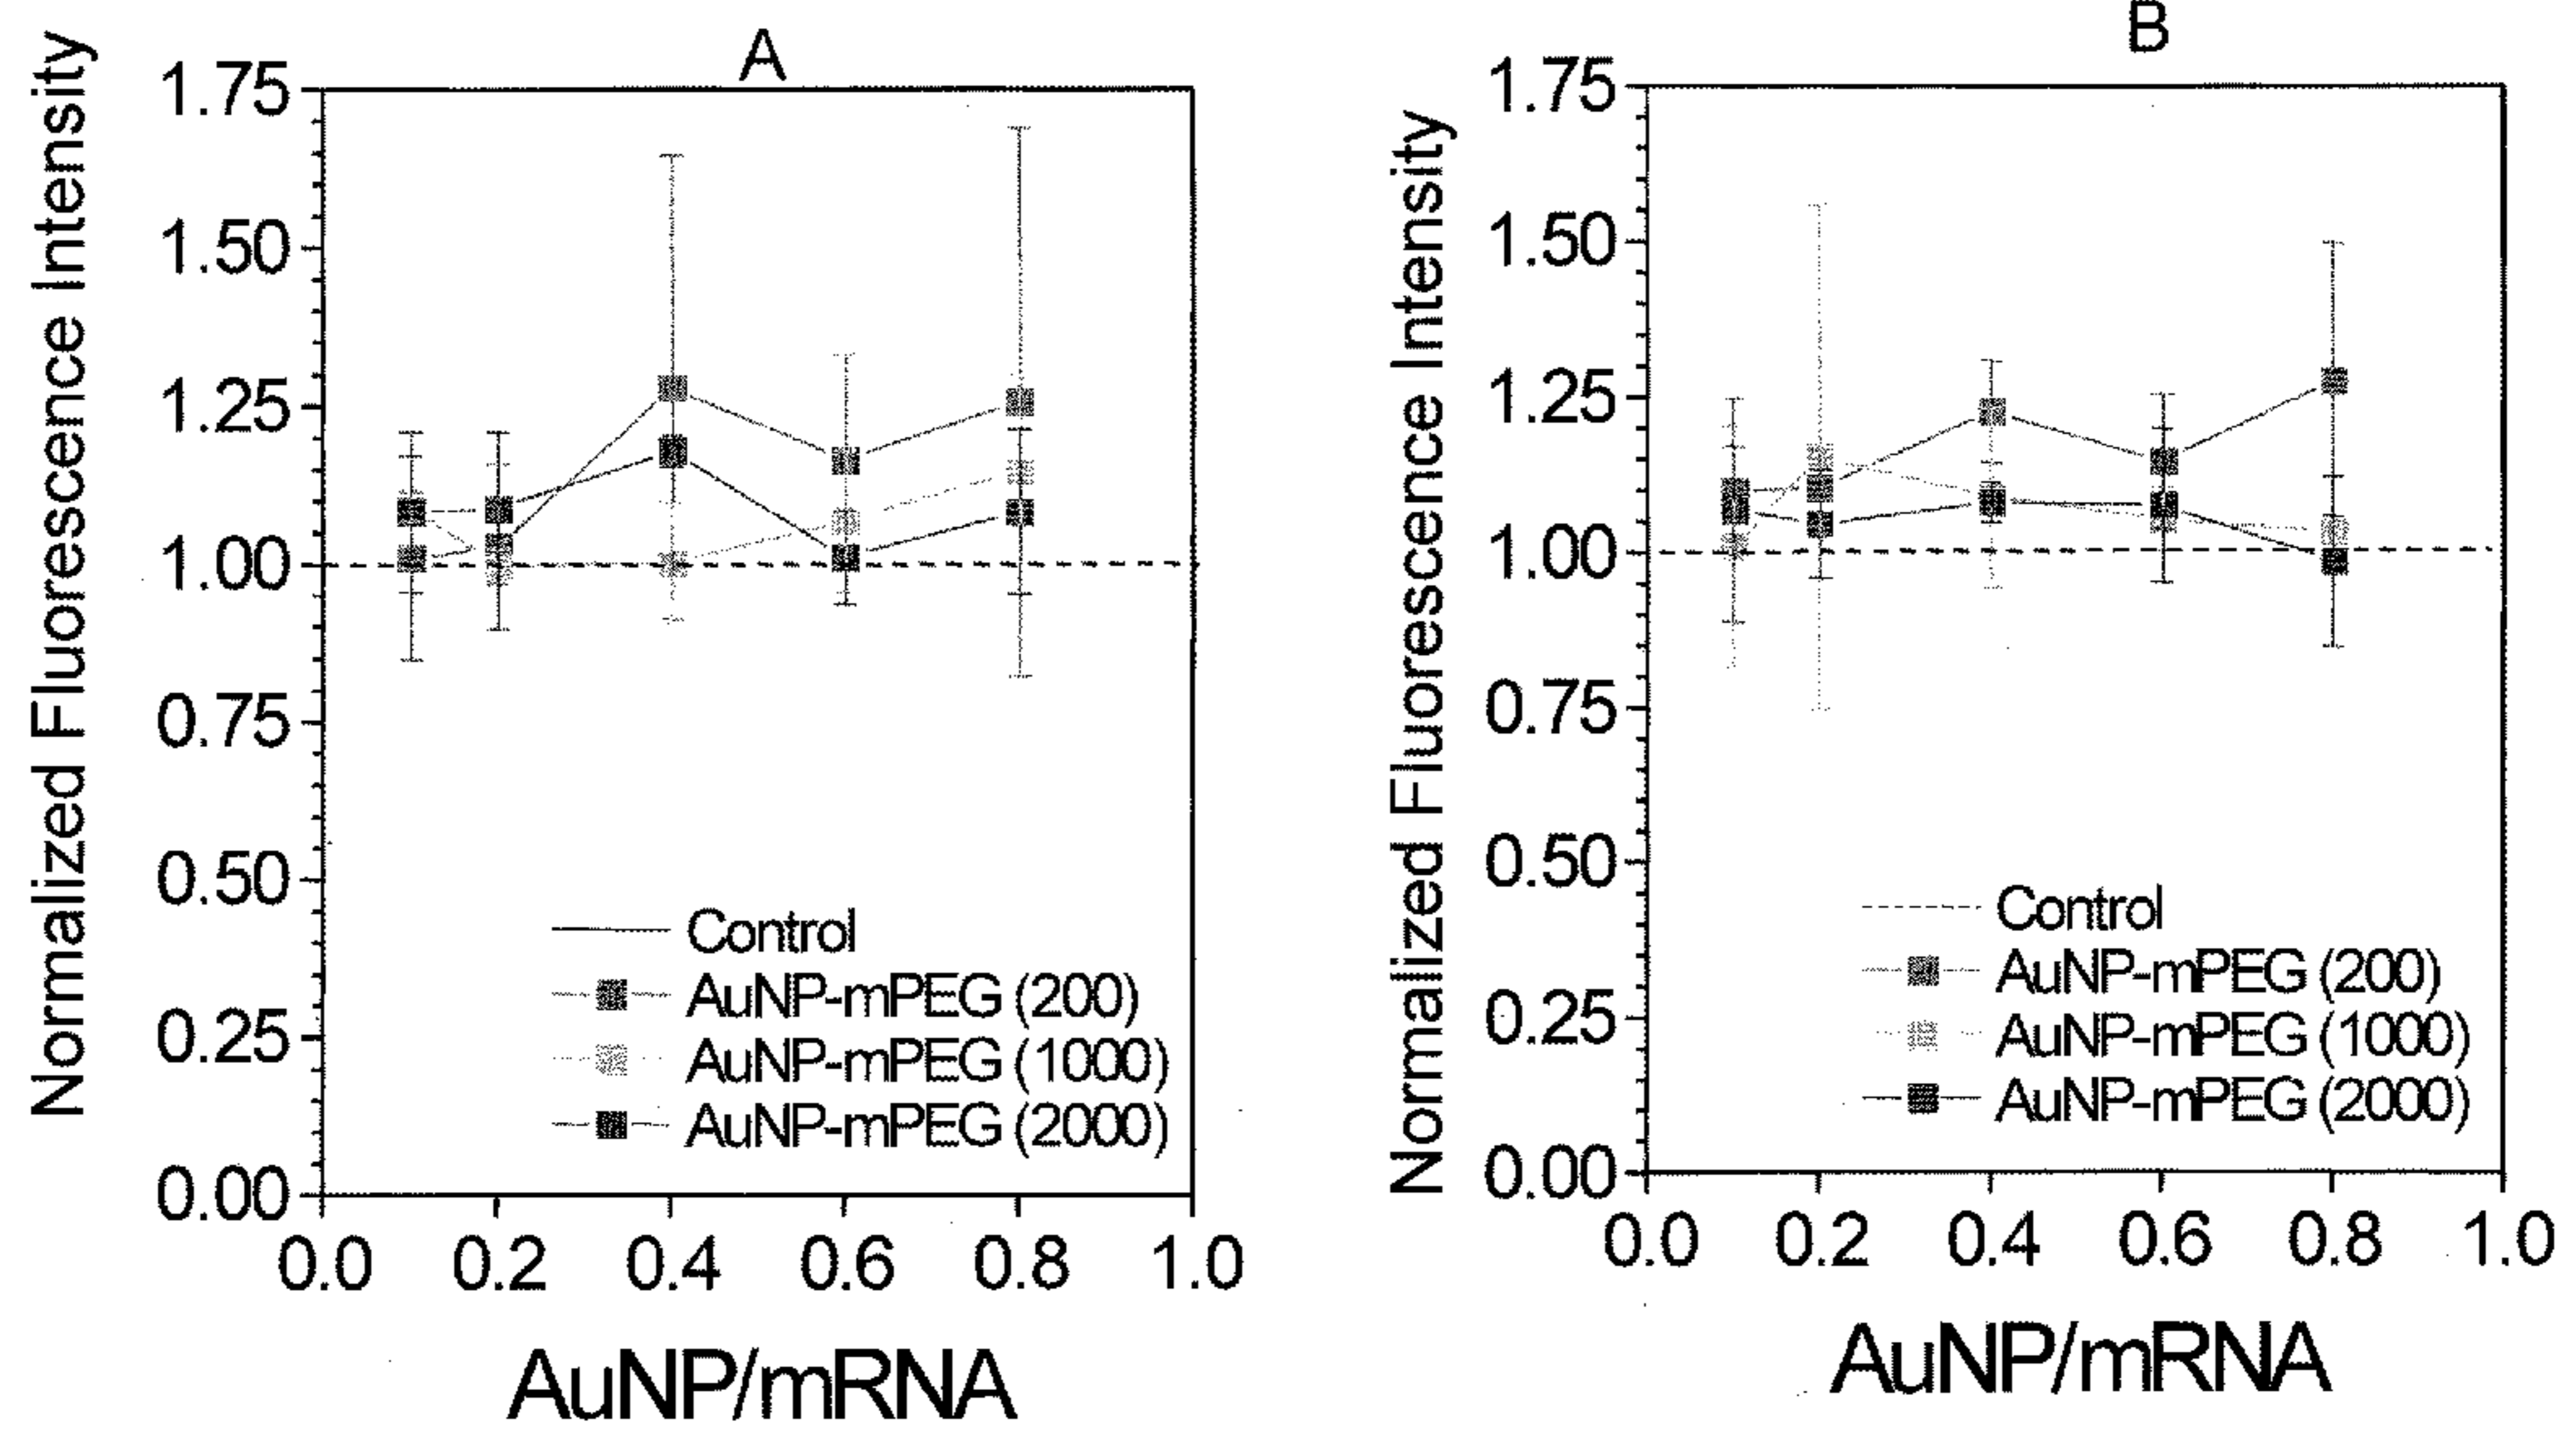 A
Normalized Fluorescence Intensity
1.75
1.50
1.25
1.00
0.75
0.50
0.25
0.00
Control
AuNP-mPEG (200)
AuNP-mPEG (1000)
AuNP-mPEG (2000)
0.0 0.2 0.4 0.6 0.8 1.0
AuNP/mRNA
B
Normalized Fluorescence Intensity
1.75
1.50
1.25
1.00
0.75
0.50
0.25
0.00
Control
AuNP-mPEG (200)
AuNP-mPEG (1000)
AuNP-mPEG (2000)
0.0 0.2 0.4 0.6 0.8 1.0
AuNP/mRNA